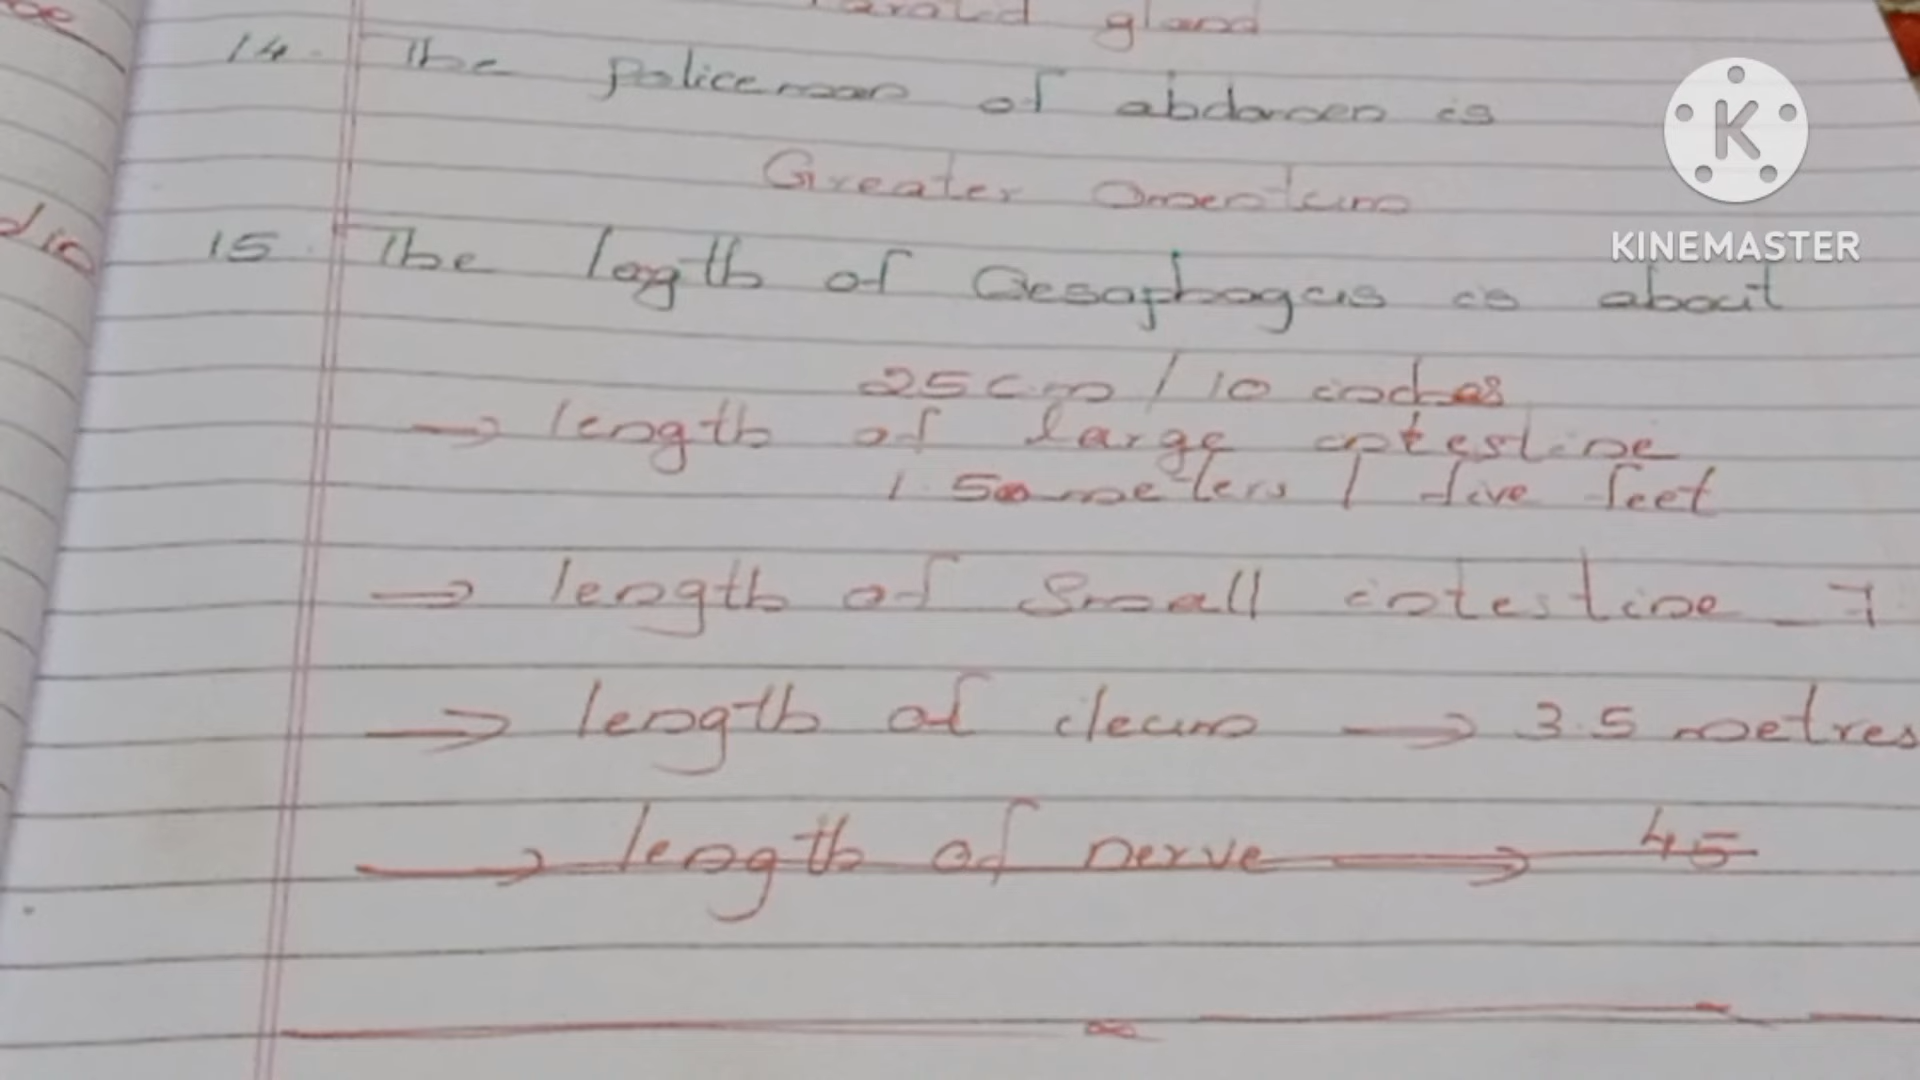 gland
14. The policeman of abdomen is
Greater Omentum
15. The length of Oesophagus is about
25cm / 10 inches
→ length of large intestine
1.5 meters / five feet
→ length of Small intestine - 7
→ length of ileum → 3.5 metres
→ length of nerve → 45
KINEMASTER